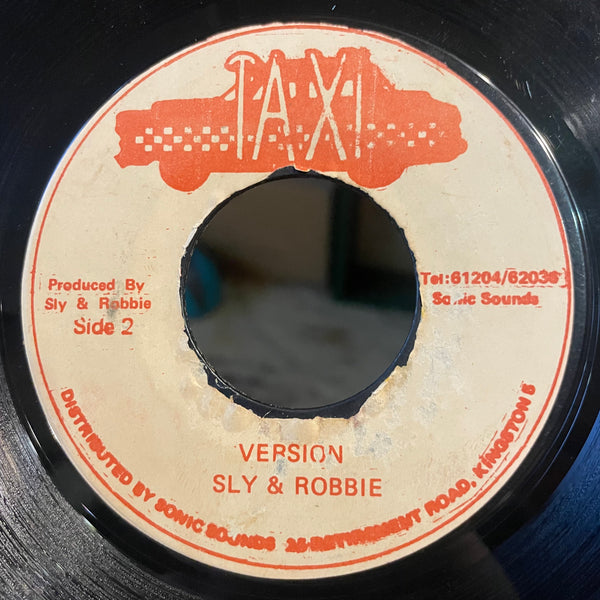 TAXI
Produced By
Sly & Robbie
Side 2
Tel:61204/62036
Sonic Sounds
VERSION
SLY & ROBBIE
DISTRIBUTED BY SONIC SOUNDS 25-RETIREMENT ROAD, KINGSTON 5